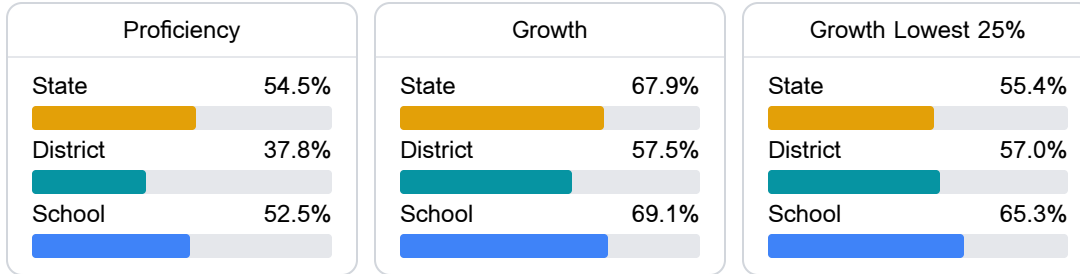 Proficiency
State 54.5%
District 37.8%
School 52.5%
Growth
State 67.9%
District 57.5%
School 69.1%
Growth Lowest 25%
State 55.4%
District 57.0%
School 65.3%